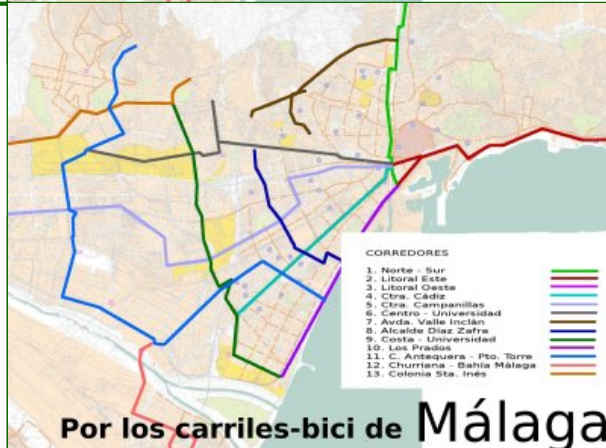 CORREDORES
1. Norte - Sur
2. Litoral Este
3. Litoral Oeste
4. Ctra. Cádiz
5. Ctra. Campanillas
6. Centro - Universidad
7. Avda. Valle Inclán
8. Alcalde Díaz Zafra
9. Costa - Universidad
10. Los Prados
11. C. Antequera - Pto. Torre
12. Churriana - Bahía Málaga
13. Colonia Sta. Inés
Por los carriles-bici de Málaga